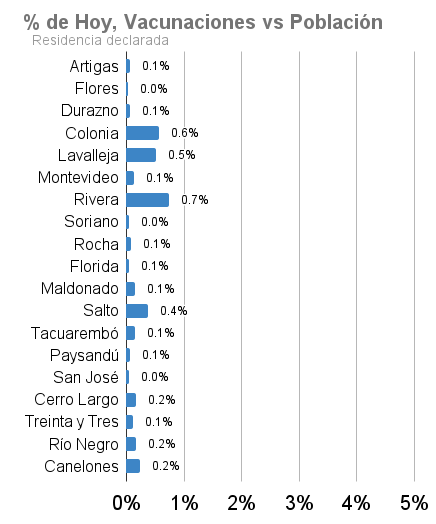 % de Hoy, Vacunaciones vs Población
Residencia declarada
Artigas 0.1%
Flores 0.0%
Durazno 0.1%
Colonia 0.6%
Lavalleja 0.5%
Montevideo 0.1%
Rivera 0.7%
Soriano 0.0%
Rocha 0.1%
Florida 0.1%
Maldonado 0.1%
Salto 0.4%
Tacuarembó 0.1%
Paysandú 0.1%
San José 0.0%
Cerro Largo 0.2%
Treinta y Tres 0.1%
Río Negro 0.2%
Canelones 0.2%
0% 1% 2% 3% 4% 5%